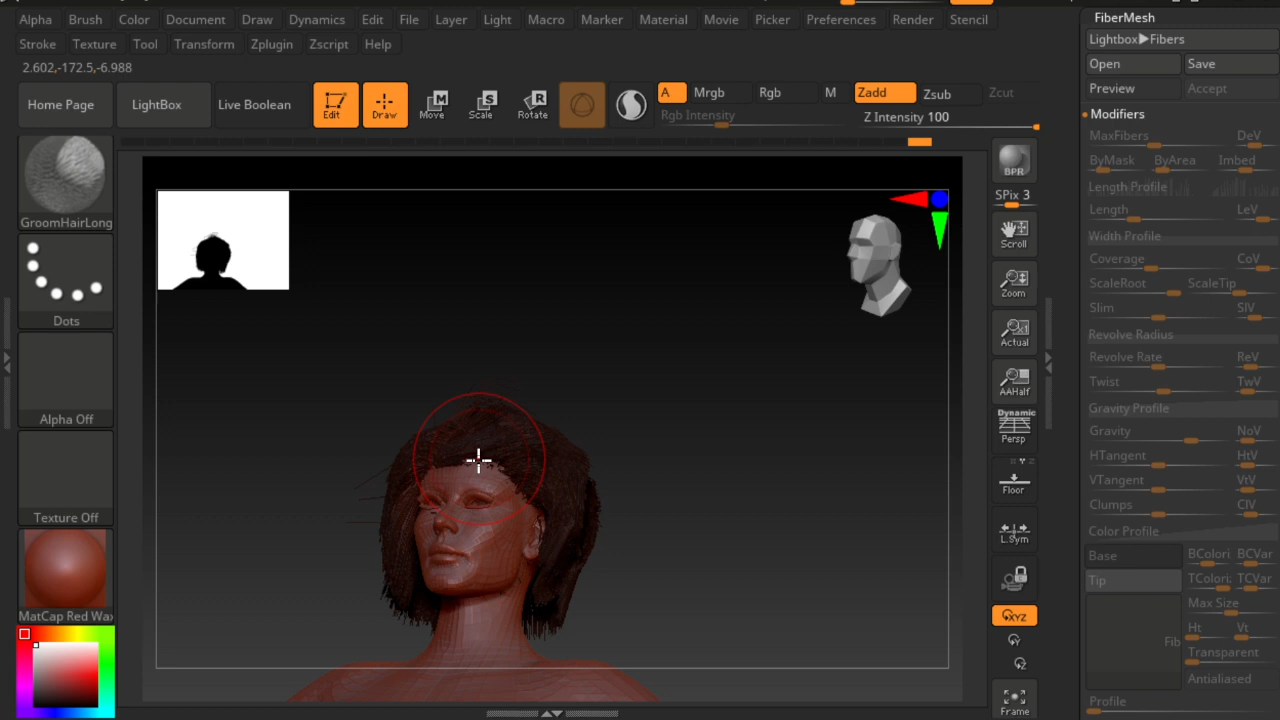 Alpha Brush Color Document Draw Dynamics Edit File Layer Light Macro Marker Material Movie Picker Preferences Render Stencil
Stroke Texture Tool Transform Zplugin Zscript Help
2.602,-172.5,-6.988
Home Page LightBox Live Boolean Edit Draw Move Scale Rotate A Mrgb Rgb M Zadd Zsub Zcut
Rgb Intensity Z Intensity 100
GroomHairLong
Dots
Alpha Off
Texture Off
MatCap Red Wax
BPR
SPix 3
Scroll
Zoom
Actual
AAHalf
Dynamic
Persp
Floor
L.Sym
XYZ
Y
Z
Frame
FiberMesh
Lightbox▶Fibers
Open Save
Preview Accept
Modifiers
MaxFibers DeV
ByMask ByArea Imbed
Length Profile
Length LeV
Width Profile
Coverage CoV
ScaleRoot ScaleTip
Slim SlV
Revolve Radius
Revolve Rate ReV
Twist TwV
Gravity Profile
Gravity NoV
HTangent HtV
VTangent VtV
Clumps ClV
Color Profile
Base BColori BCVar
Tip TColori TCVar
Max Size
Ht Vt
Fib Transparent
Antialiased
Profile